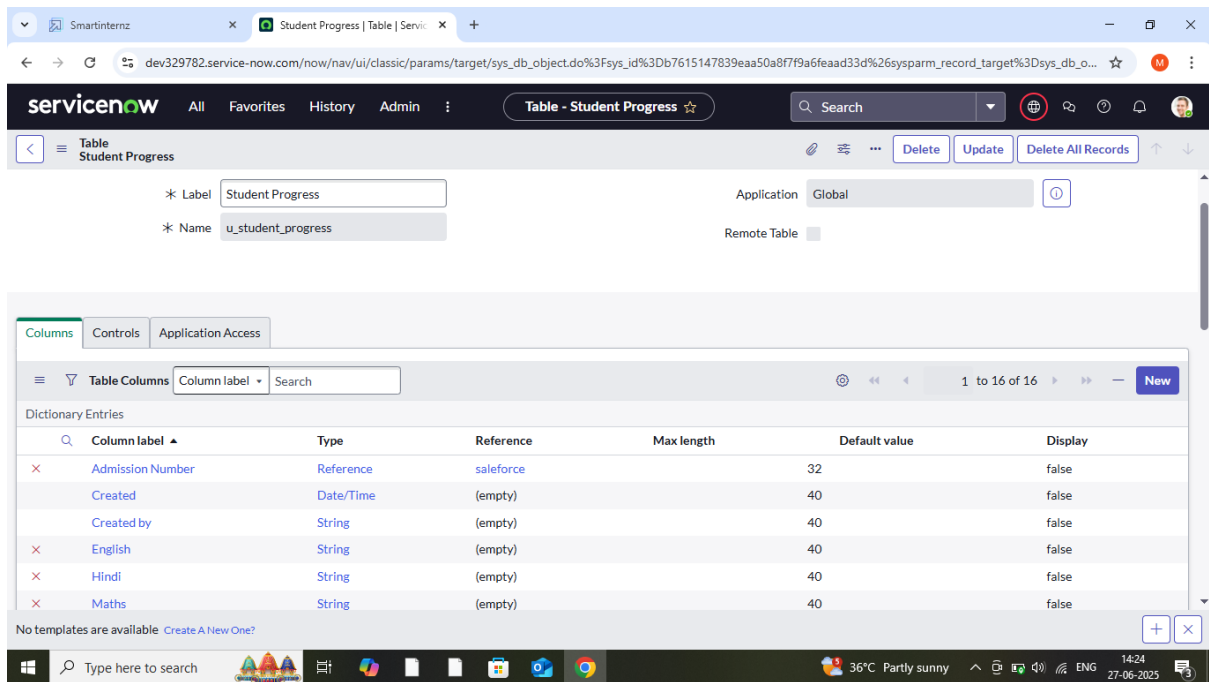 Smartinternz
Student Progress | Table | Servic
dev329782.service-now.com/now/nav/ui/classic/params/target/sys_db_object.do%3Fsys_id%3Db7615147839eaa50a8f7f9a6feaad33d%26sysparm_record_target%3Dsys_db_o...
M
servicenow All Favorites History Admin Table - Student Progress Search
Table
Student Progress
Delete Update Delete All Records
Label Student Progress Application Global
Name u_student_progress Remote Table
Columns Controls Application Access
Table Columns Column label Search 1 to 16 of 16 New
Dictionary Entries
Column label Type Reference Max length Default value Display
Admission Number Reference saleforce 32 false
Created Date/Time (empty) 40 false
Created by String (empty) 40 false
English String (empty) 40 false
Hindi String (empty) 40 false
Maths String (empty) 40 false
No templates are available Create A New One?
Type here to search 36°C Partly sunny ENG 14:24
27-06-2025
3